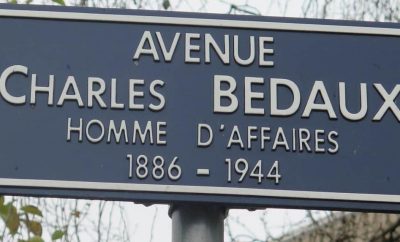 AVENUE
CHARLES BEDAUX
HOMME D'AFFAIRES
1886 - 1944